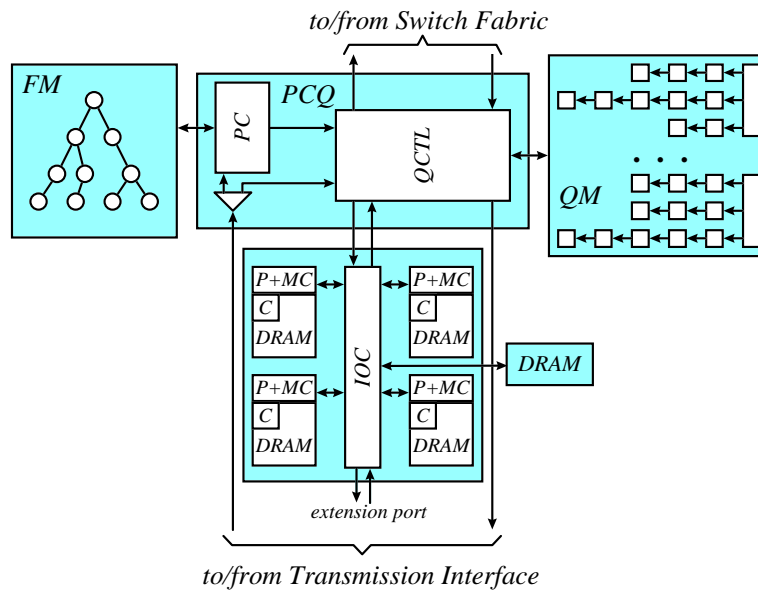 to/from Switch Fabric
FM
PCQ
PC
QCTL
QM
. . .
P+MC
C
DRAM
P+MC
C
DRAM
IOC
DRAM
P+MC
C
DRAM
P+MC
C
DRAM
extension port
to/from Transmission Interface